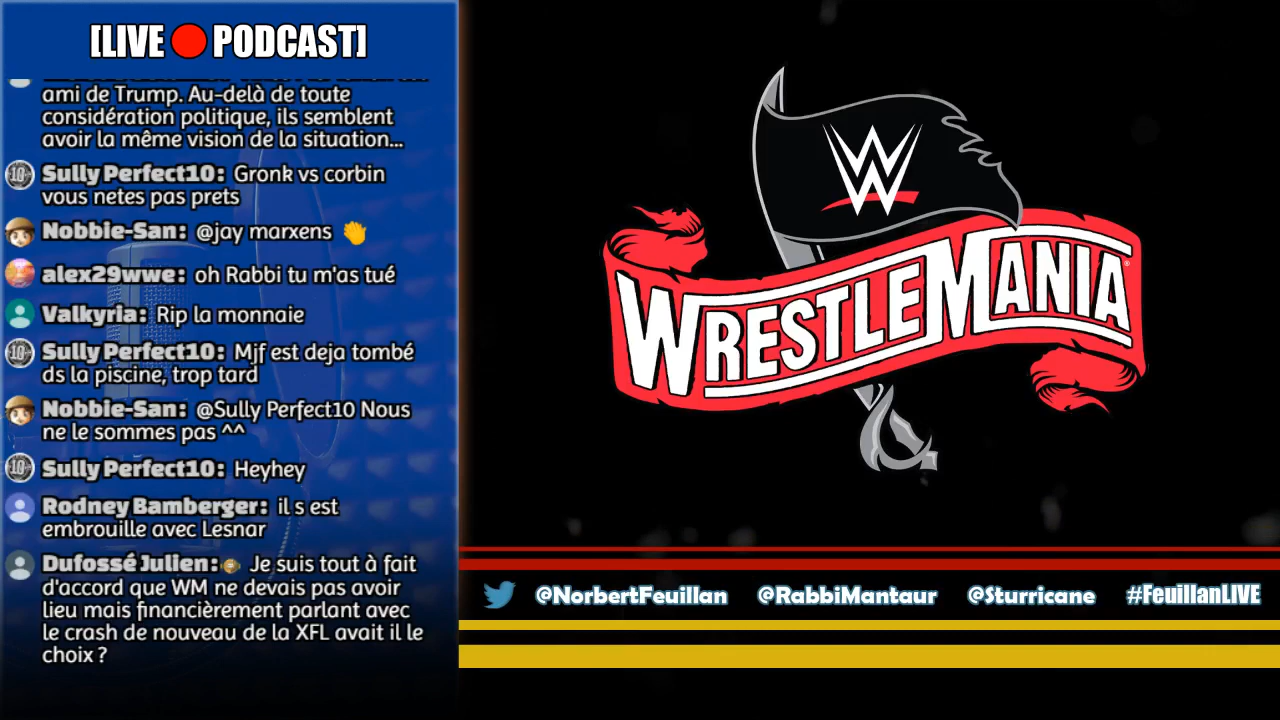 [LIVE PODCAST]
ami de Trump. Au-delà de toute
considération politique, ils semblent
avoir la même vision de la situation...
Sully Perfect10: Gronk vs corbin
vous netes pas prets
Nobbie-San: @jay marxens 👏
alex29wwe: oh Rabbi tu m'as tué
Valkyria: Rip la monnaie
Sully Perfect10: Mjf est deja tombé
ds la piscine, trop tard
Nobbie-San: @Sully Perfect10 Nous
ne le sommes pas ^^
Sully Perfect10: Heyhey
Rodney Bamberger: il s est
embrouille avec Lesnar
Dufossé Julien: Je suis tout à fait
d'accord que WM ne devais pas avoir
lieu mais financièrement parlant avec
le crash de nouveau de la XFL avait il le
choix ?
W
WRESTLEMANIA
@NorbertFeuillan @RabbiMantaur @Sturricane #FeuillanLIVE